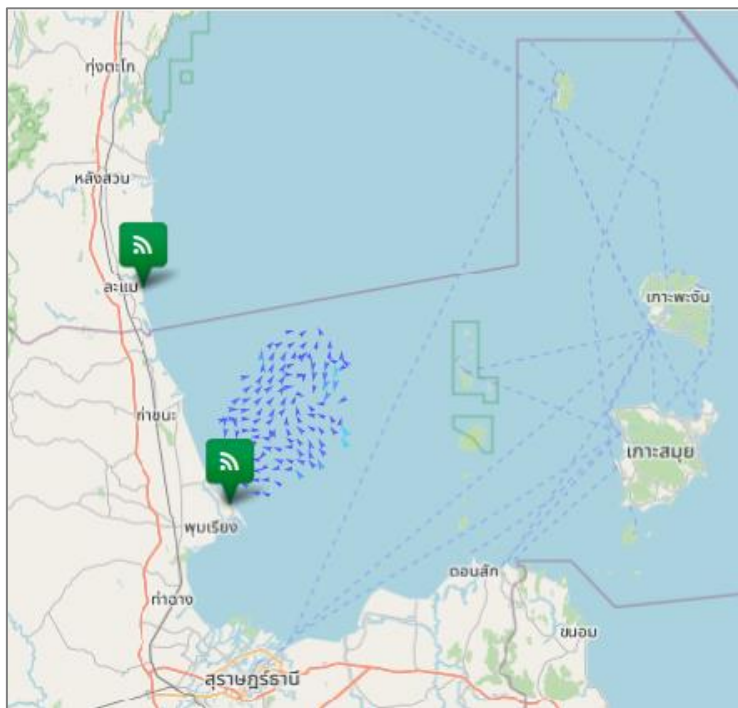 ทุ่งตะโก
หลังสวน
ละแม
เกาะพะงัน
ท่าชนะ
เกาะสมุย
พุมเรียง
ดอนสัก
ท่าฉาง
ขนอม
สุราษฎร์ธานี